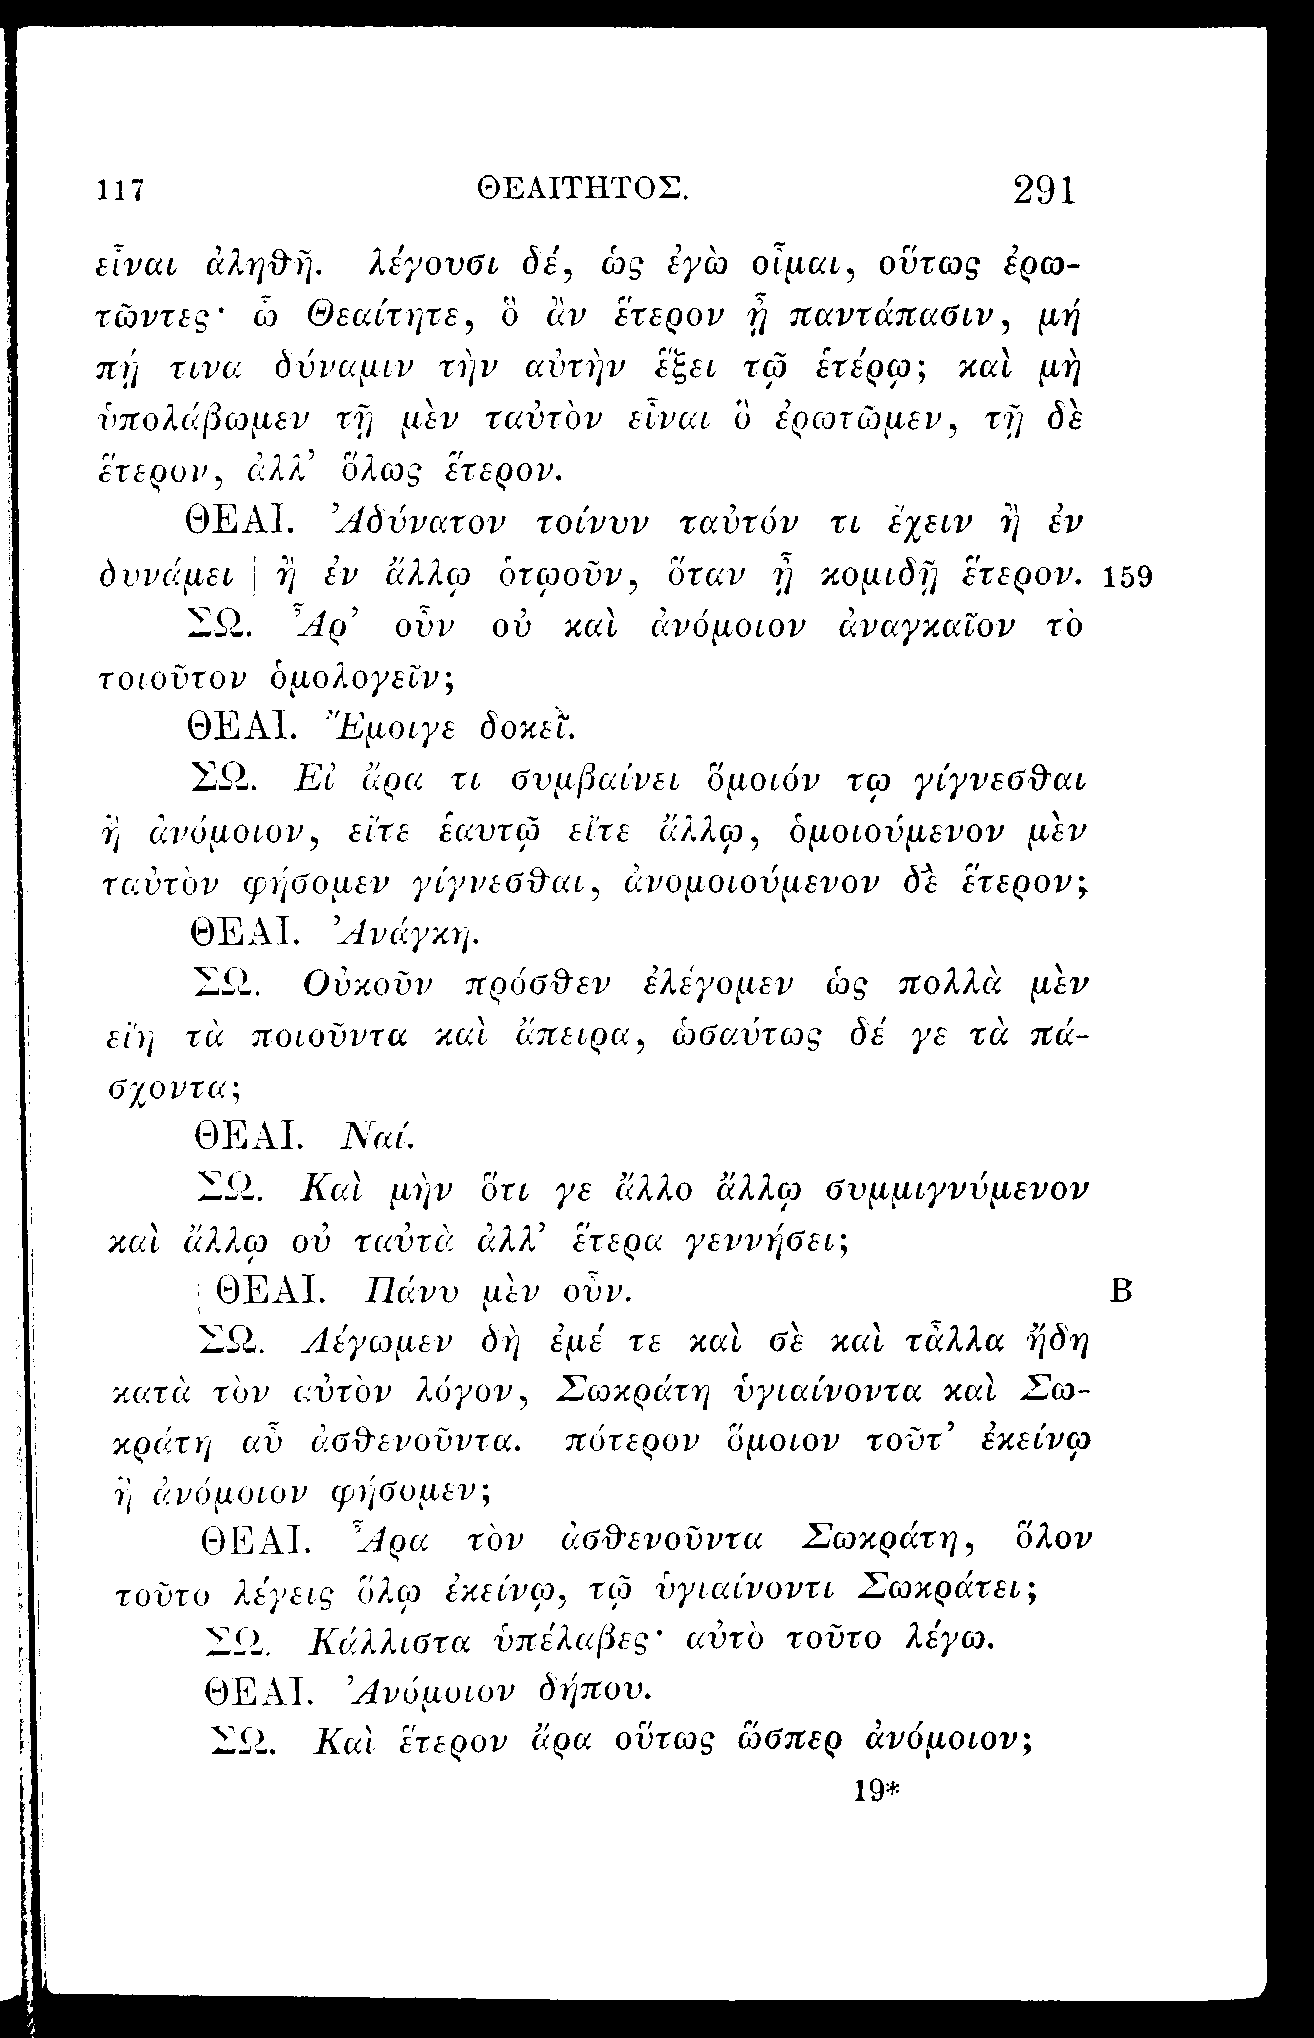 117 ΘΕΑΙΤΗΤΟΣ. 291
εἶναι ἀληθῆ. λέγουσι δέ, ὡς ἐγὼ οἶμαι, οὕτως ἐρω-
τῶντες· ὦ Θεαίτητε, ὃ ἂν ἕτερον ᾖ παντάπασιν, μή
πῄ τινα δύναμιν τὴν αὐτὴν ἕξει τῷ ἑτέρῳ; καὶ μὴ
ὑπολάβωμεν τῇ μὲν ταὐτὸν εἶναι ὃ ἐρωτῶμεν, τῇ δὲ
ἕτερον, ἀλλ’ ὅλως ἕτερον.
ΘΕΑΙ. Ἀδύνατον τοίνυν ταὐτόν τι ἔχειν ἢ ἐν
δυνάμει | ἢ ἐν ἄλλῳ ὁτῳοῦν, ὅταν ᾖ κομιδῇ ἕτερον. 159
ΣΩ. Ἆρ’ οὖν οὐ καὶ ἀνόμοιον ἀναγκαῖον τὸ
τοιοῦτον ὁμολογεῖν;
ΘΕΑΙ. Ἔμοιγε δοκεῖ.
ΣΩ. Εἰ ἄρα τι συμβαίνει ὅμοιόν τῳ γίγνεσθαι
ἢ ἀνόμοιον, εἴτε ἑαυτῷ εἴτε ἄλλῳ, ὁμοιούμενον μὲν
ταὐτὸν φήσομεν γίγνεσθαι, ἀνομοιούμενον δὲ ἕτερον;
ΘΕΑΙ. Ἀνάγκη.
ΣΩ. Οὐκοῦν πρόσθεν ἐλέγομεν ὡς πολλὰ μὲν
εἴη τὰ ποιοῦντα καὶ ἄπειρα, ὡσαύτως δέ γε τὰ πά-
σχοντα;
ΘΕΑΙ. Ναί.
ΣΩ. Καὶ μὴν ὅτι γε ἄλλο ἄλλῳ συμμιγνύμενον
καὶ ἄλλῳ οὐ ταὐτὰ ἀλλ’ ἕτερα γεννήσει;
| ΘΕΑΙ. Πάνυ μὲν οὖν. B
ΣΩ. Λέγωμεν δὴ ἐμέ τε καὶ σὲ καὶ τἆλλα ἤδη
κατὰ τὸν αὐτὸν λόγον, Σωκράτη ὑγιαίνοντα καὶ Σω-
κράτη αὖ ἀσθενοῦντα. πότερον ὅμοιον τοῦτ’ ἐκείνῳ
ἢ ἀνόμοιον φήσομεν;
ΘΕΑΙ. Ἆρα τὸν ἀσθενοῦντα Σωκράτη, ὅλον
τοῦτο λέγεις ὅλῳ ἐκείνῳ, τῷ ὑγιαίνοντι Σωκράτει;
ΣΩ. Κάλλιστα ὑπέλαβες· αὐτὸ τοῦτο λέγω.
ΘΕΑΙ. Ἀνόμοιον δήπου.
ΣΩ. Καὶ ἕτερον ἄρα οὕτως ὥσπερ ἀνόμοιον;
19*